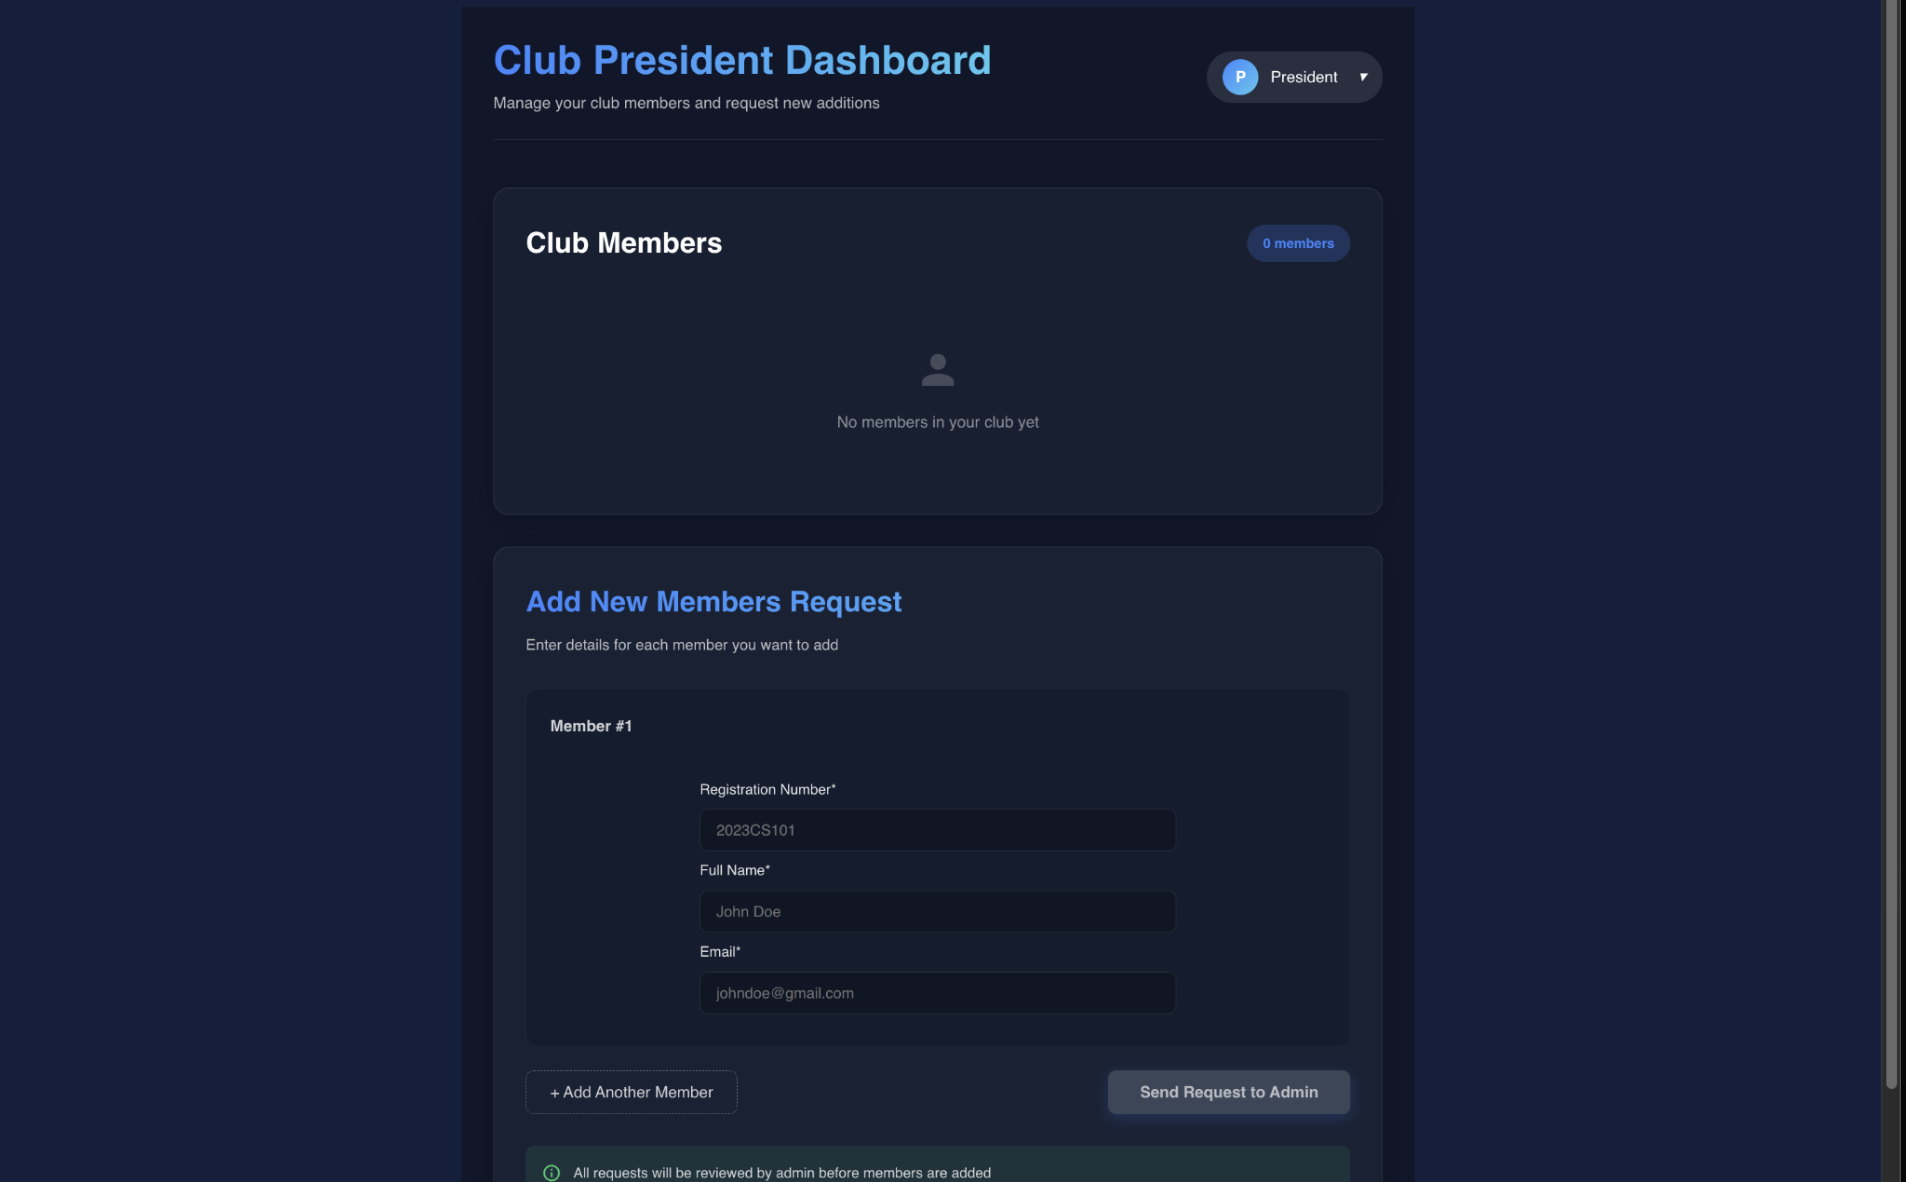 Club President Dashboard
Manage your club members and request new additions
P President ▼
Club Members
0 members
No members in your club yet
Add New Members Request
Enter details for each member you want to add
Member #1
Registration Number*
2023CS101
Full Name*
John Doe
Email*
johndoe@gmail.com
+ Add Another Member
Send Request to Admin
All requests will be reviewed by admin before members are added